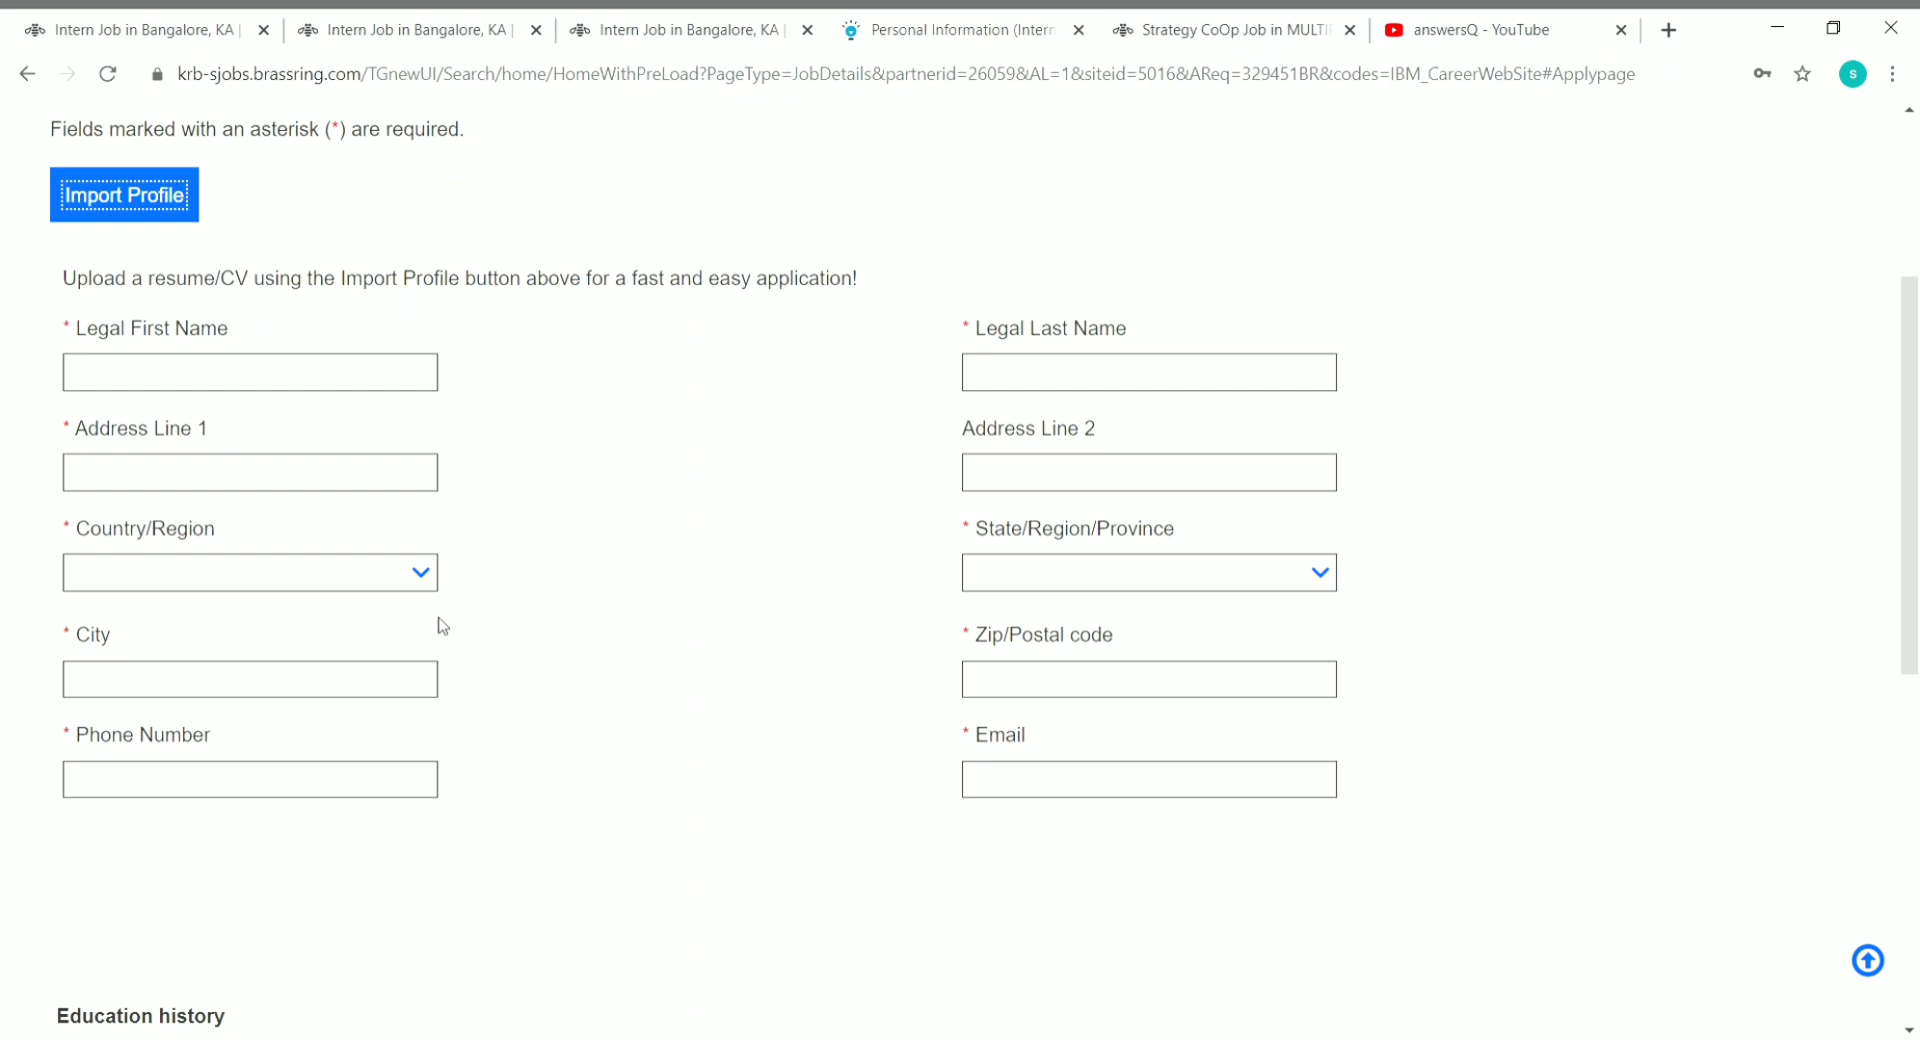 Intern Job in Bangalore, KA | Intern Job in Bangalore, KA | Intern Job in Bangalore, KA | Personal Information (Intern Strategy CoOp Job in MULTI answersQ - YouTube
krb-sjobs.brassring.com/TGnewUI/Search/home/HomeWithPreLoad?PageType=JobDetails&partnerid=26059&AL=1&siteid=5016&AReq=329451BR&codes=IBM_CareerWebSite#Applypage S
Fields marked with an asterisk (*) are required.
Import Profile
Upload a resume/CV using the Import Profile button above for a fast and easy application!
* Legal First Name * Legal Last Name
* Address Line 1 Address Line 2
* Country/Region * State/Region/Province
* City * Zip/Postal code
* Phone Number * Email
Education history